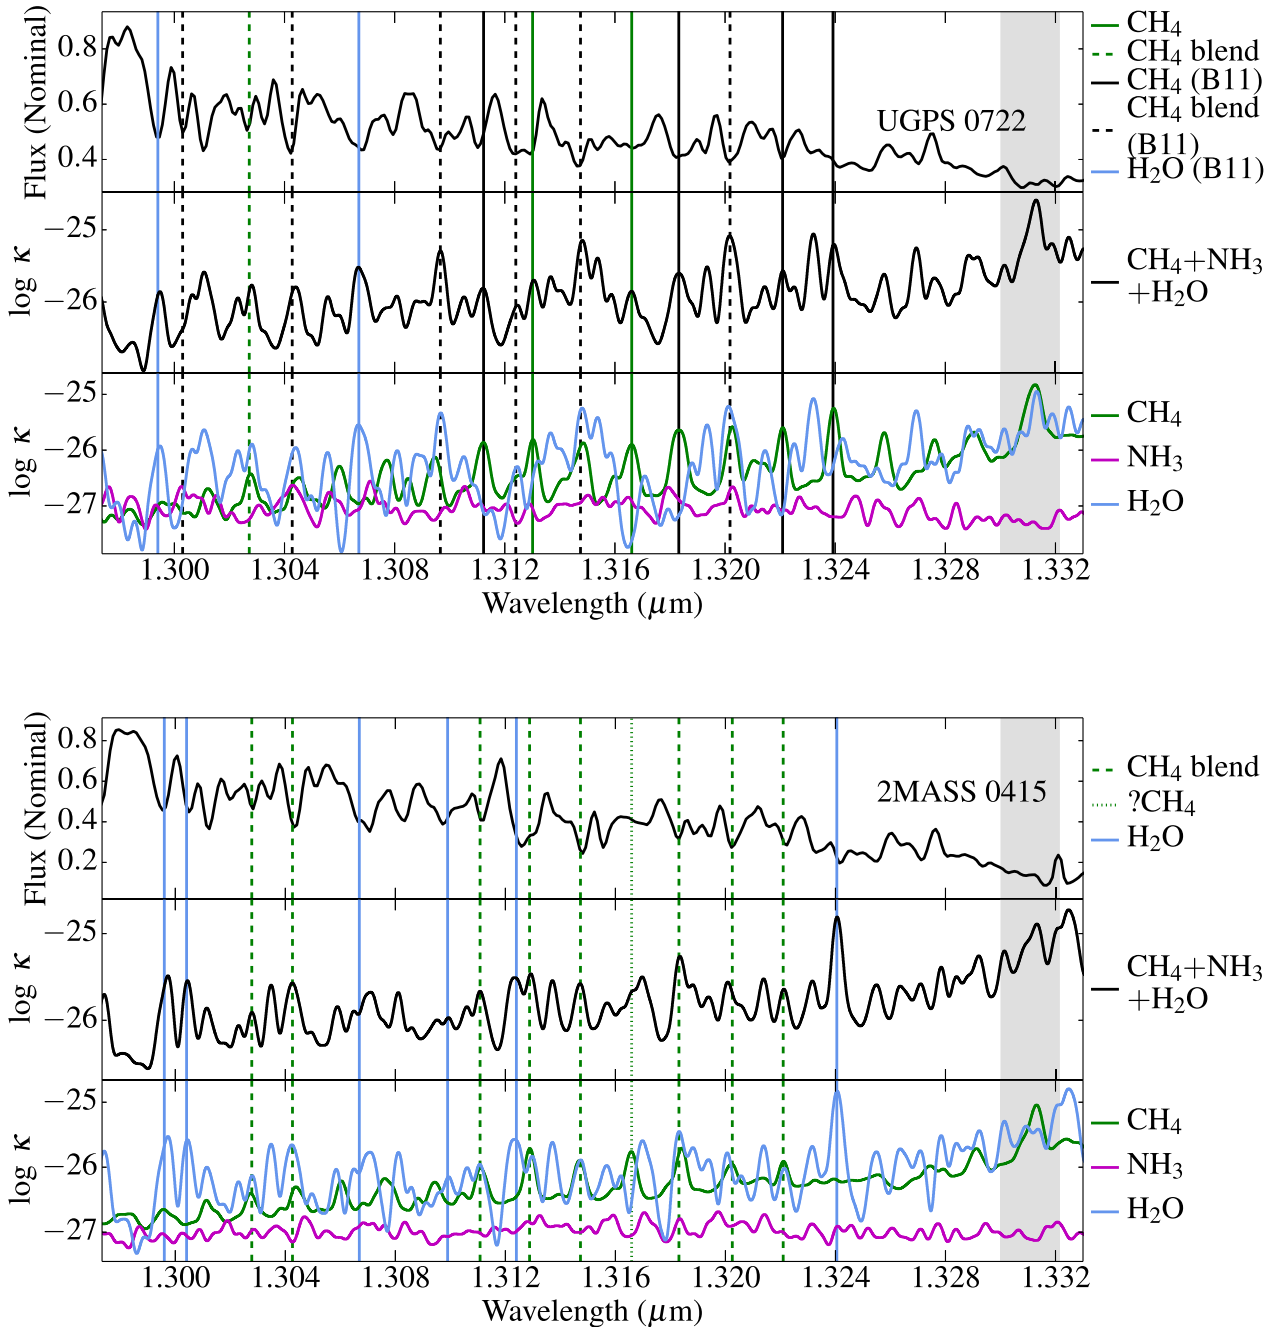 Flux (Nominal)
0.8
0.6
0.4
UGPS 0722
CH₄
CH₄ blend
CH₄ (B11)
CH₄ blend
(B11)
H₂O (B11)
log κ
−25
−26
CH₄+NH₃
+H₂O
log κ
−25
−26
−27
CH₄
NH₃
H₂O
1.300 1.304 1.308 1.312 1.316 1.320 1.324 1.328 1.332
Wavelength (μm)
Flux (Nominal)
0.8
0.6
0.4
0.2
2MASS 0415
CH₄ blend
?CH₄
H₂O
log κ
−25
−26
CH₄+NH₃
+H₂O
log κ
−25
−26
−27
CH₄
NH₃
H₂O
1.300 1.304 1.308 1.312 1.316 1.320 1.324 1.328 1.332
Wavelength (μm)